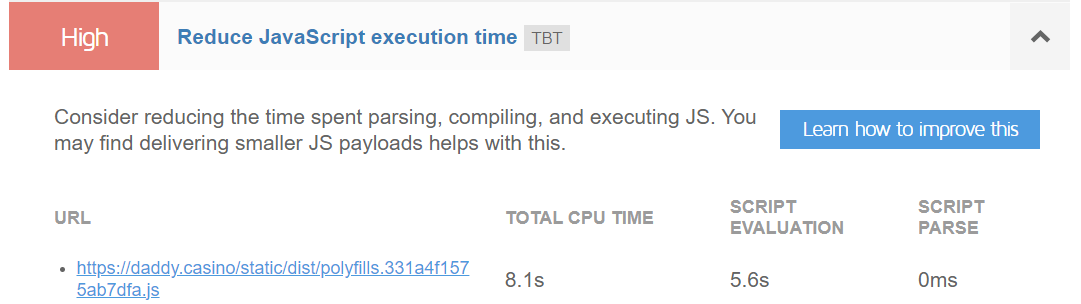 High Reduce JavaScript execution time TBT
Consider reducing the time spent parsing, compiling, and executing JS. You
may find delivering smaller JS payloads helps with this.
Learn how to improve this
URL TOTAL CPU TIME SCRIPT EVALUATION SCRIPT PARSE
• https://daddy.casino/static/dist/polyfills.331a4f157
5ab7dfa.js
8.1s 5.6s 0ms